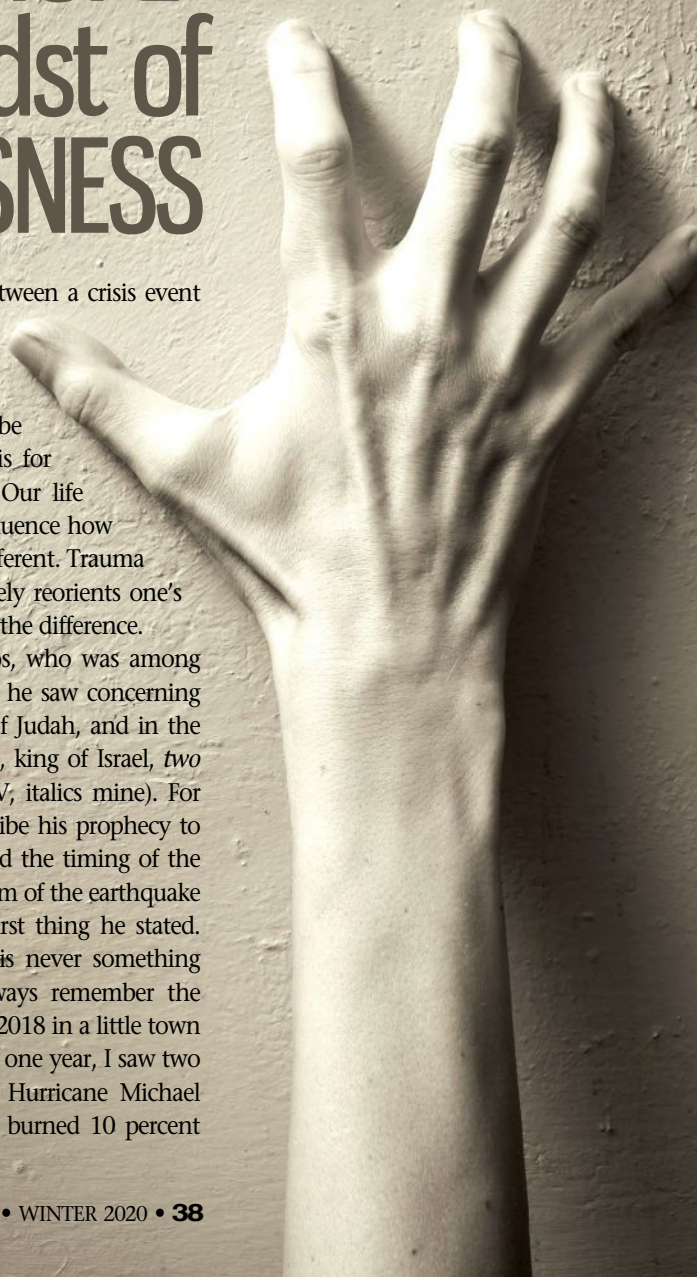 dst of
SNESS
tween a crisis event
be
is for
Our life
uence how
ferent. Trauma
ely reorients one's
the difference.
os, who was among
he saw concerning
f Judah, and in the
, king of Israel, two
V; italics mine). For
ibe his prophecy to
d the timing of the
m of the earthquake
rst thing he stated.
is never something
ways remember the
2018 in a little town
one year, I saw two
Hurricane Michael
burned 10 percent
• WINTER 2020 • 38